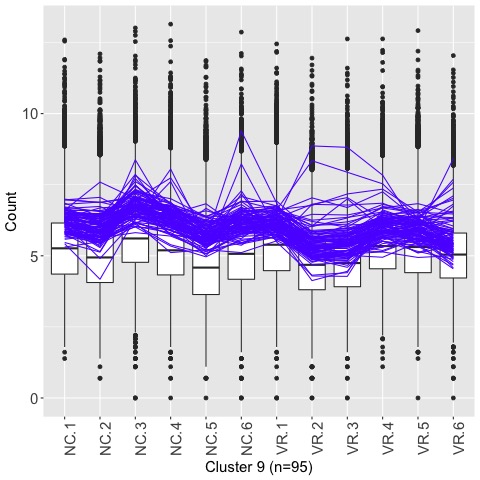 Count
10
5
0
NC.1
NC.2
NC.3
NC.4
NC.5
NC.6
VR.1
VR.2
VR.3
VR.4
VR.5
VR.6
Cluster 9 (n=95)